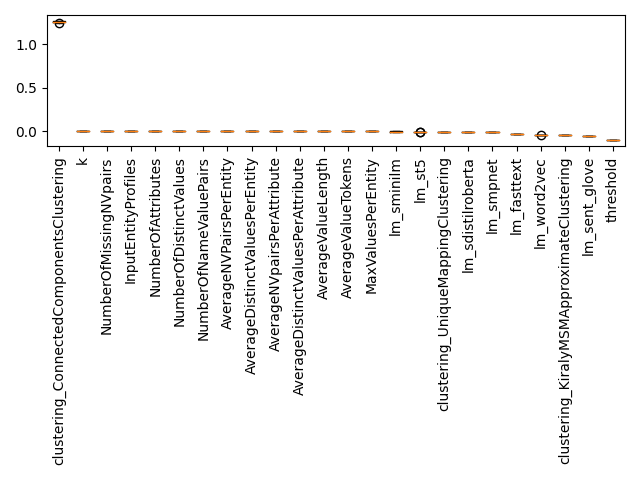 1.0
0.5
0.0
clustering_ConnectedComponentsClustering
k
NumberOfMissingNVpairs
InputEntityProfiles
NumberOfAttributes
NumberOfDistinctValues
NumberOfNameValuePairs
AverageNVPairsPerEntity
AverageDistinctValuesPerEntity
AverageNVpairsPerAttribute
AverageDistinctValuesPerAttribute
AverageValueLength
AverageValueTokens
MaxValuesPerEntity
lm_sminilm
lm_st5
clustering_UniqueMappingClustering
lm_sdistilroberta
lm_smpnet
lm_fasttext
lm_word2vec
clustering_KiralyMSMApproximateClustering
lm_sent_glove
threshold